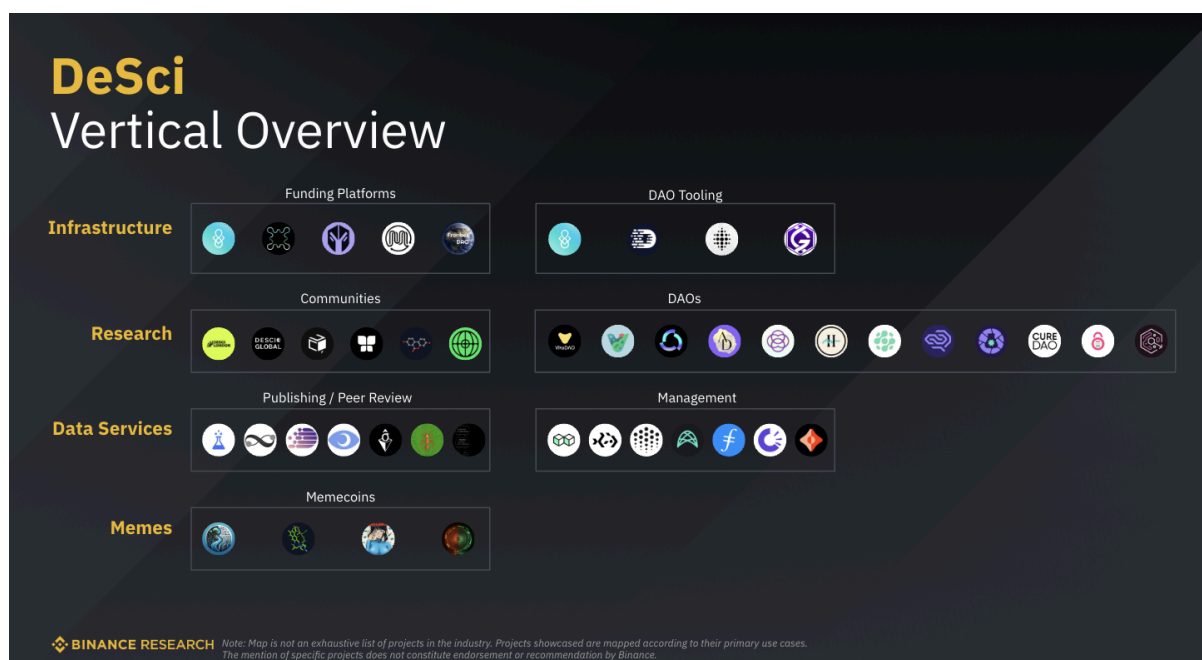 DeSci
Vertical Overview
Funding Platforms
DAO Tooling
Infrastructure
Communities
DAOs
Research
DESCI
GLOBAL
VitaDAO
CURE
DAO
Publishing / Peer Review
Management
Data Services
Memecoins
Memes
BINANCE RESEARCH
Note: Map is not an exhaustive list of projects in the industry. Projects showcased are mapped according to their primary use cases.
The mention of specific projects does not constitute endorsement or recommendation by Binance.